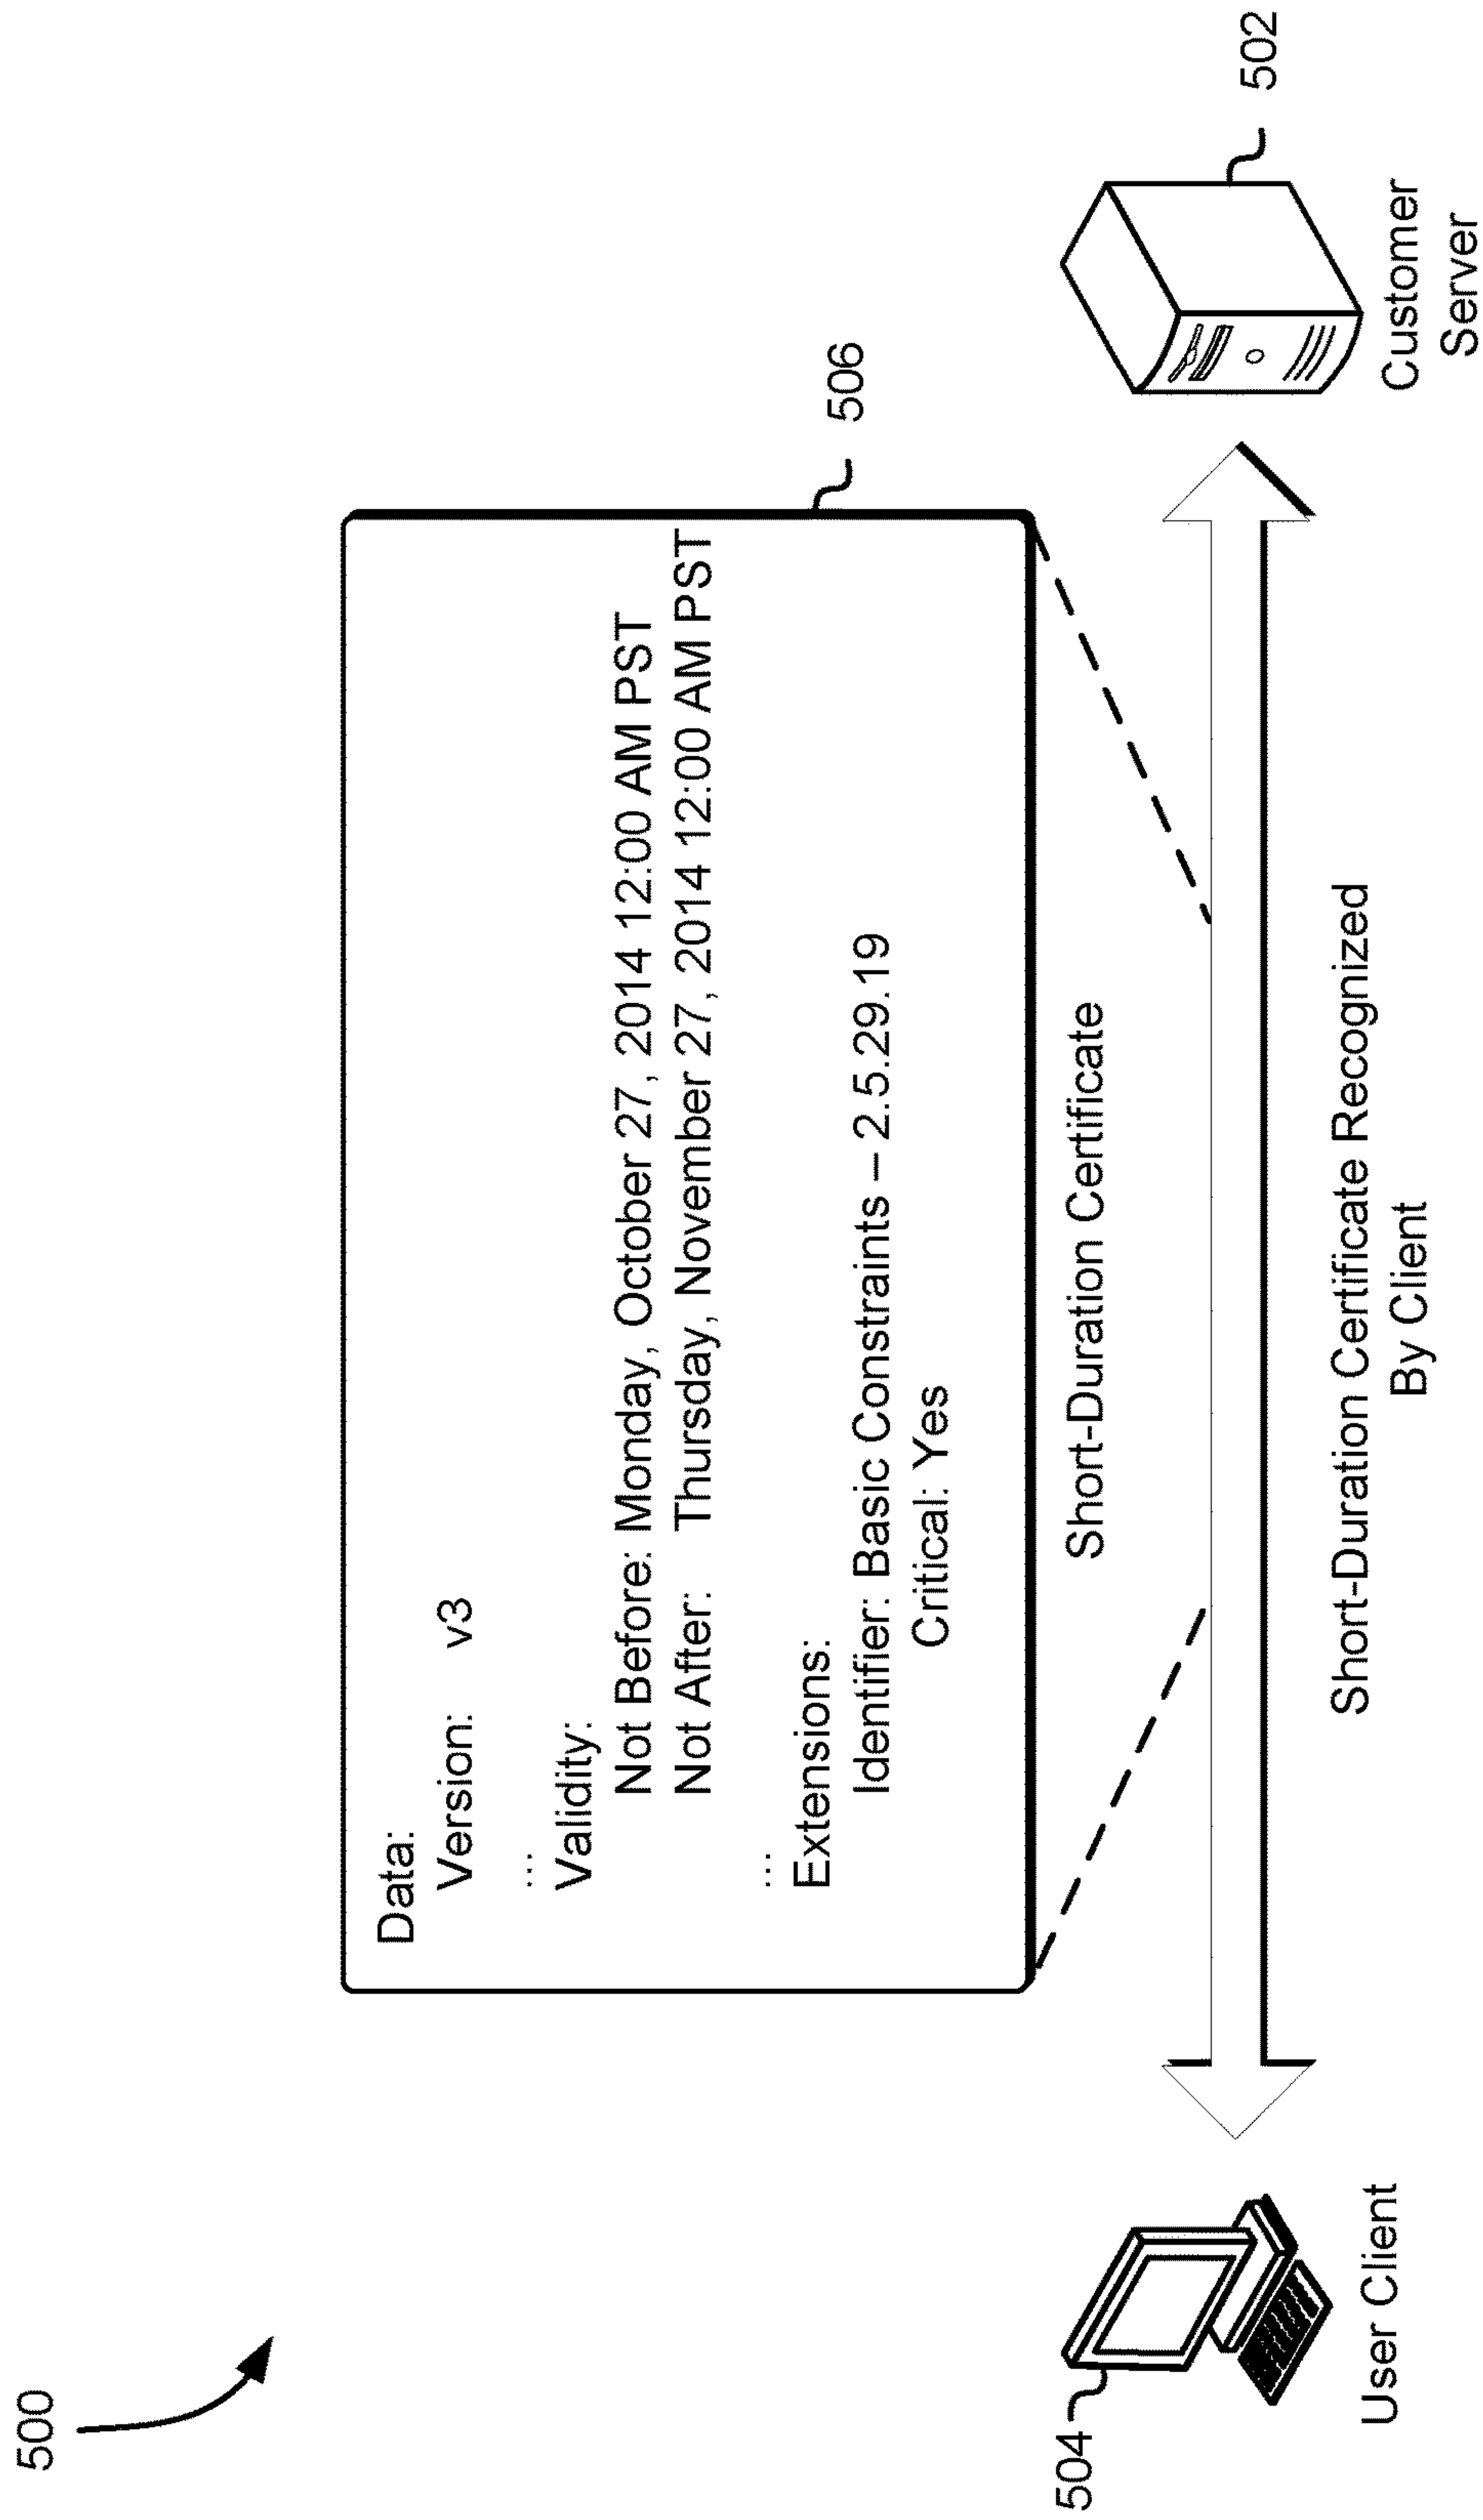 500
Data:
Version: v3
...
Validity:
Not Before: Monday, October 27, 2014 12:00 AM PST
Not After: Thursday, November 27, 2014 12:00 AM PST
...
Extensions:
Identifier: Basic Constraints – 2.5.29.19
Critical: Yes
506
Short-Duration Certificate
504
502
User Client
Short-Duration Certificate Recognized
By Client
Customer
Server